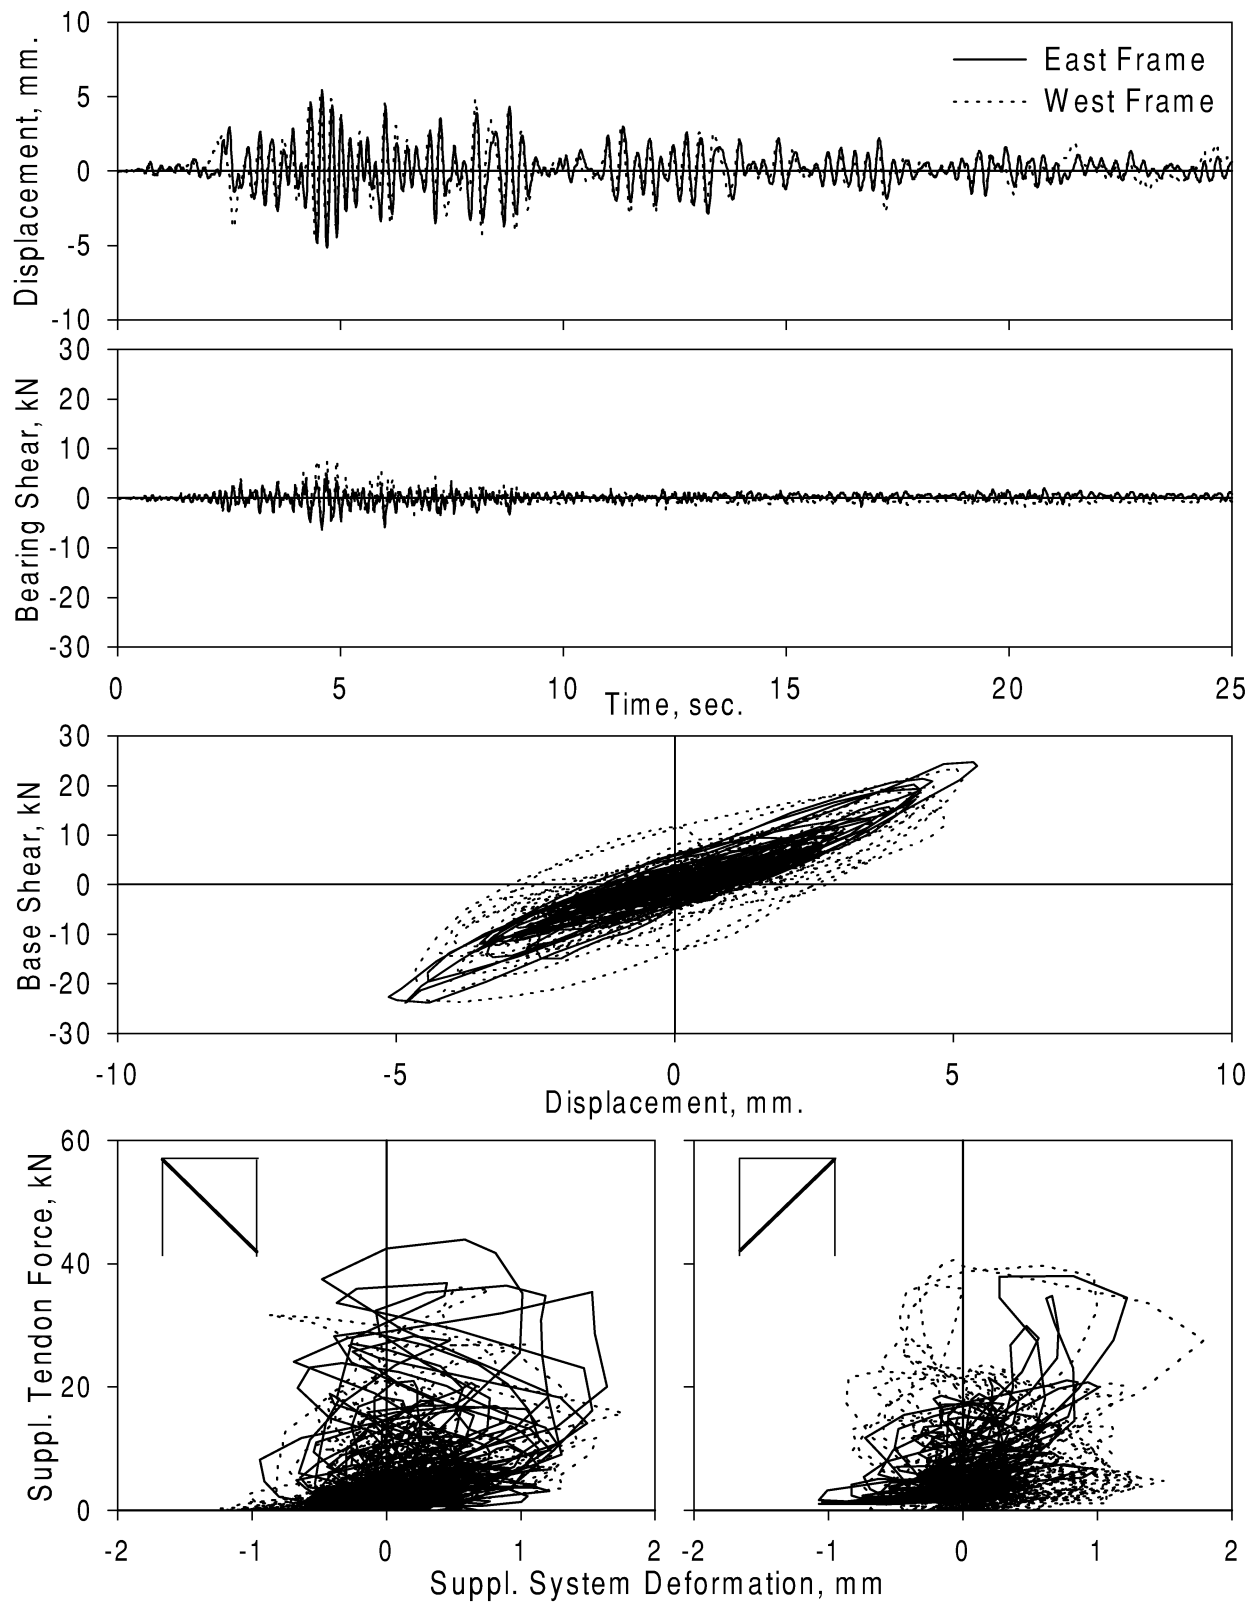 10
5
0
-5
-10
Displacement, mm.
East Frame
West Frame
30
20
10
0
-10
-20
-30
Bearing Shear, kN
0 5 10 15 20 25
Time, sec.
30
20
10
0
-10
-20
-30
Base Shear, kN
-10 -5 0 5 10
Displacement, mm.
60
40
20
0
Suppl. Tendon Force, kN
-2 -1 0 1 2 -2 -1 0 1 2
Suppl. System Deformation, mm